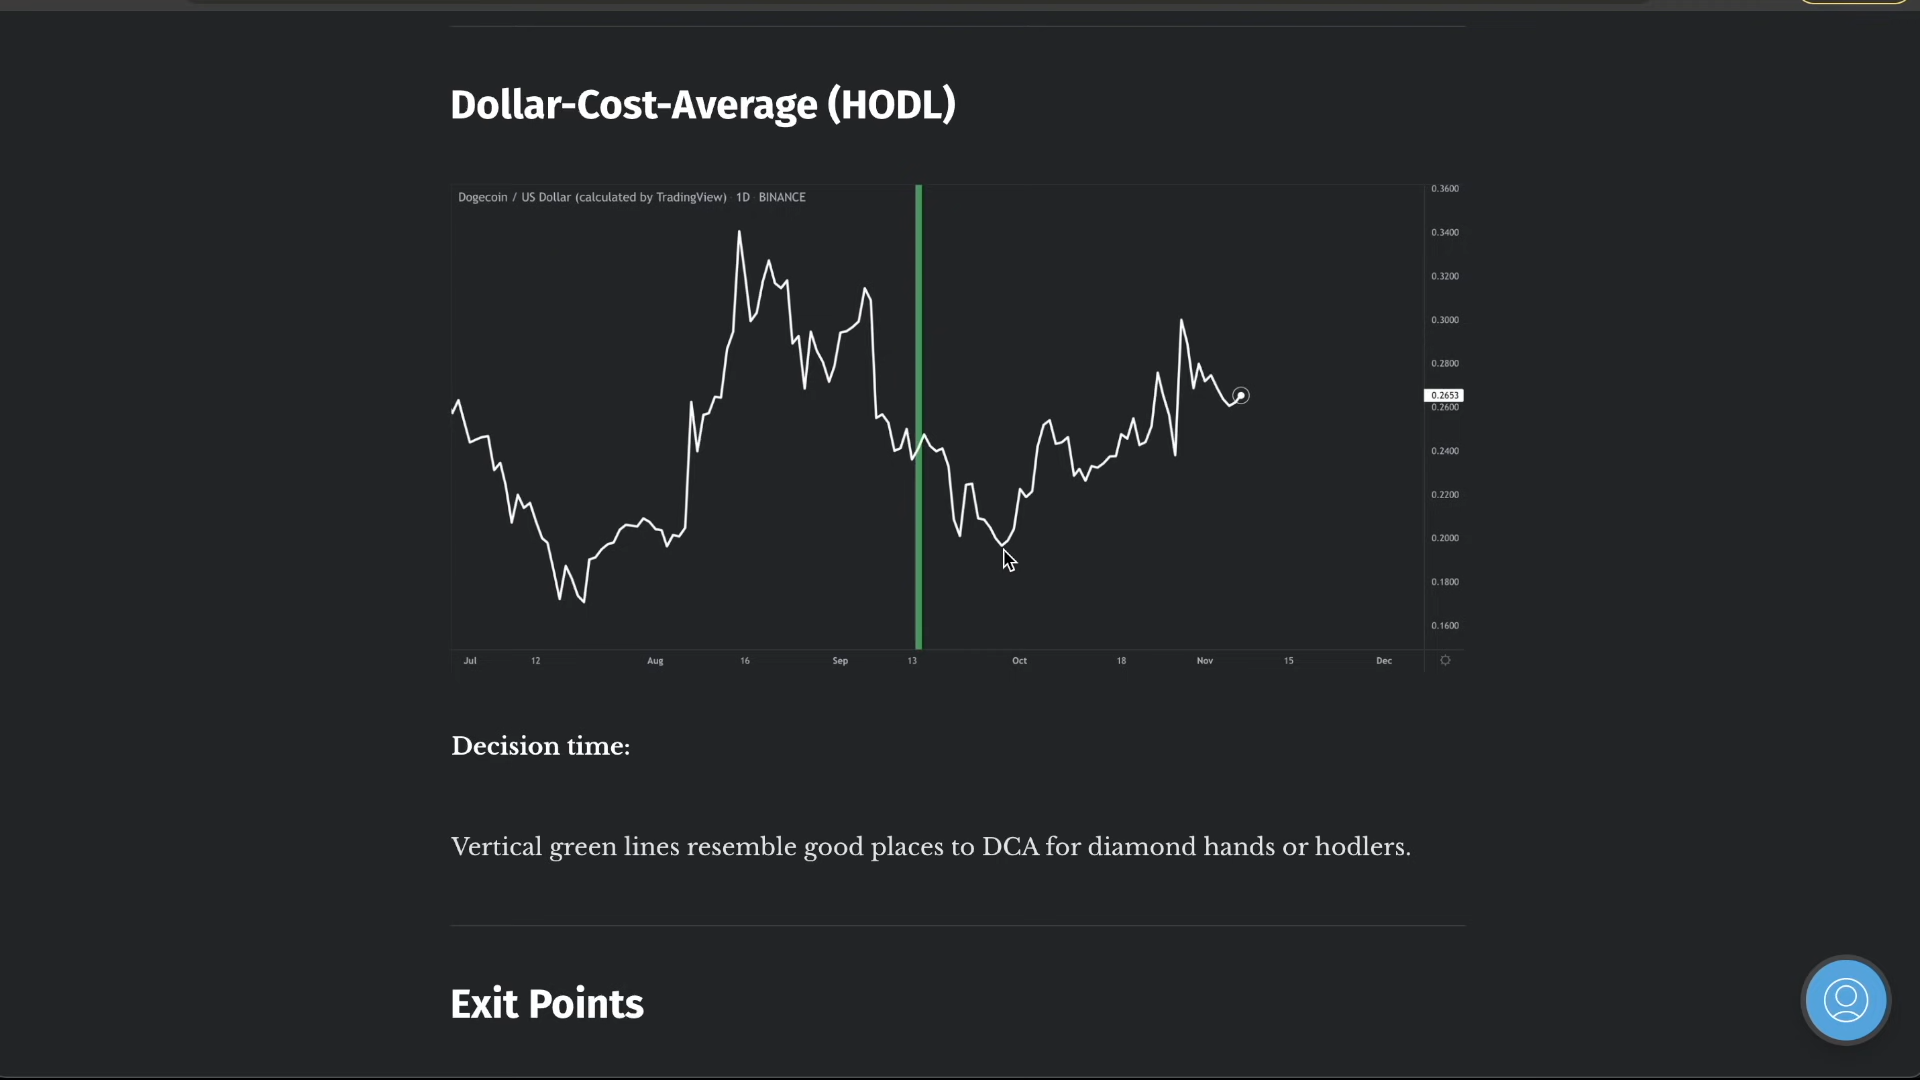 Dollar-Cost-Average (HODL)
Dogecoin / US Dollar (calculated by TradingView) 1D BINANCE
0.3600
0.3400
0.3200
0.3000
0.2800
0.2653
0.2600
0.2400
0.2200
0.2000
0.1800
0.1600
Jul 12 Aug 16 Sep 13 Oct 18 Nov 15 Dec
Decision time:
Vertical green lines resemble good places to DCA for diamond hands or hodlers.
Exit Points